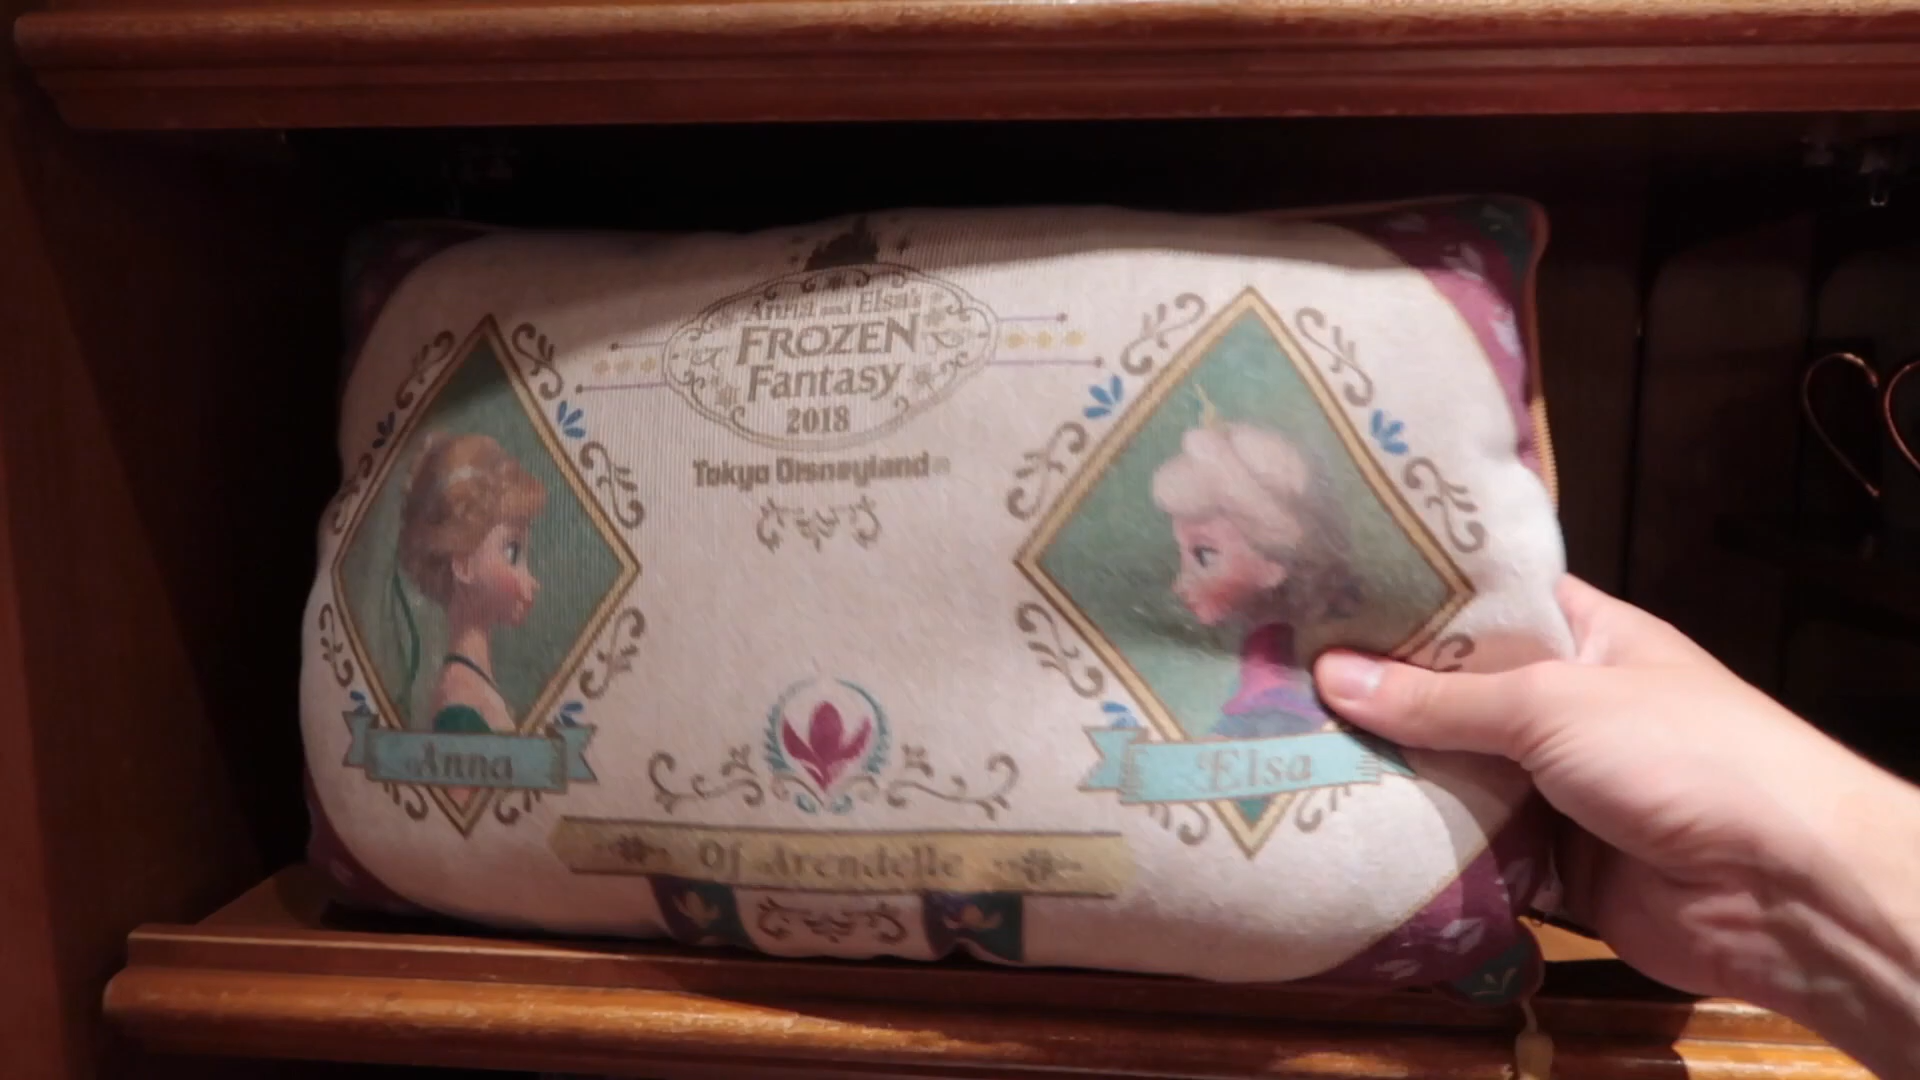 Anna and Elsa's
FROZEN
Fantasy
2018
Tokyo Disneyland®
Anna
Elsa
Of Arendelle